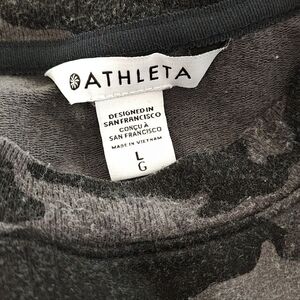 ATHLETA
DESIGNED IN
SAN FRANCISCO
CONÇU À
SAN FRANCISCO
MADE IN VIETNAM
L
G